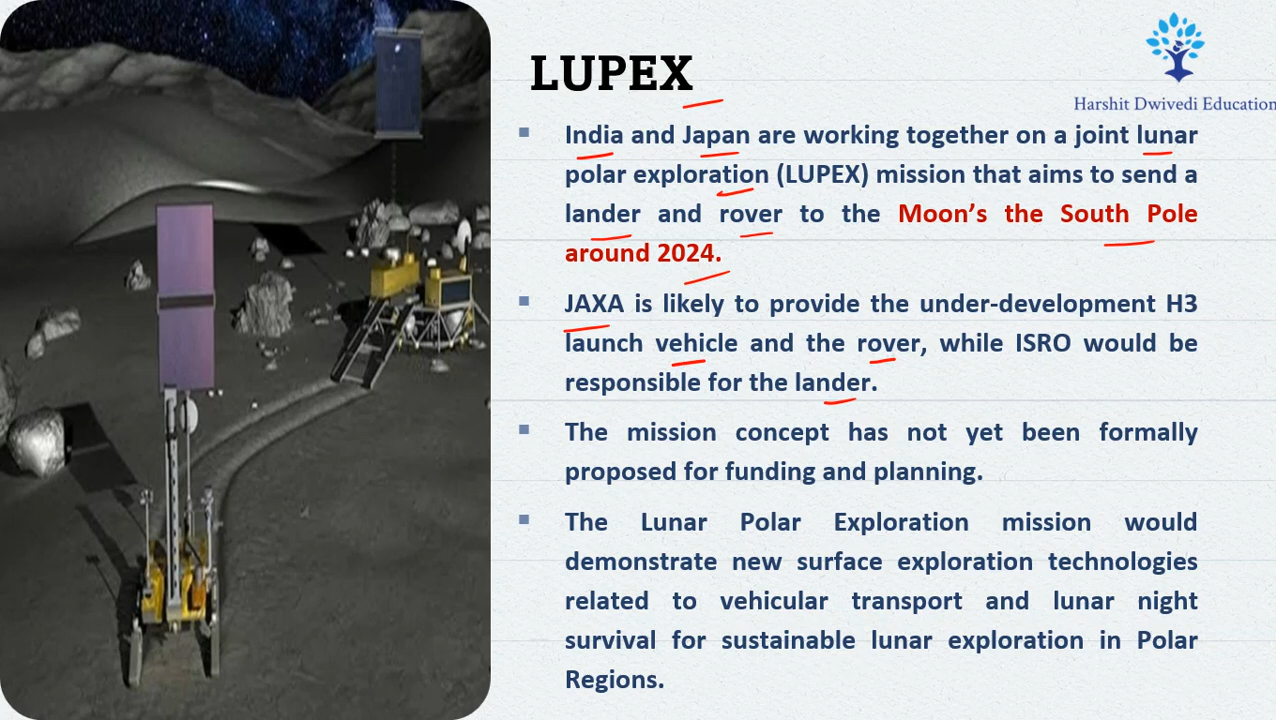 LUPEX
Harshit Dwivedi Education
▪ India and Japan are working together on a joint lunar
polar exploration (LUPEX) mission that aims to send a
lander and rover to the Moon's the South Pole
around 2024.
▪ JAXA is likely to provide the under-development H3
launch vehicle and the rover, while ISRO would be
responsible for the lander.
▪ The mission concept has not yet been formally
proposed for funding and planning.
▪ The Lunar Polar Exploration mission would
demonstrate new surface exploration technologies
related to vehicular transport and lunar night
survival for sustainable lunar exploration in Polar
Regions.